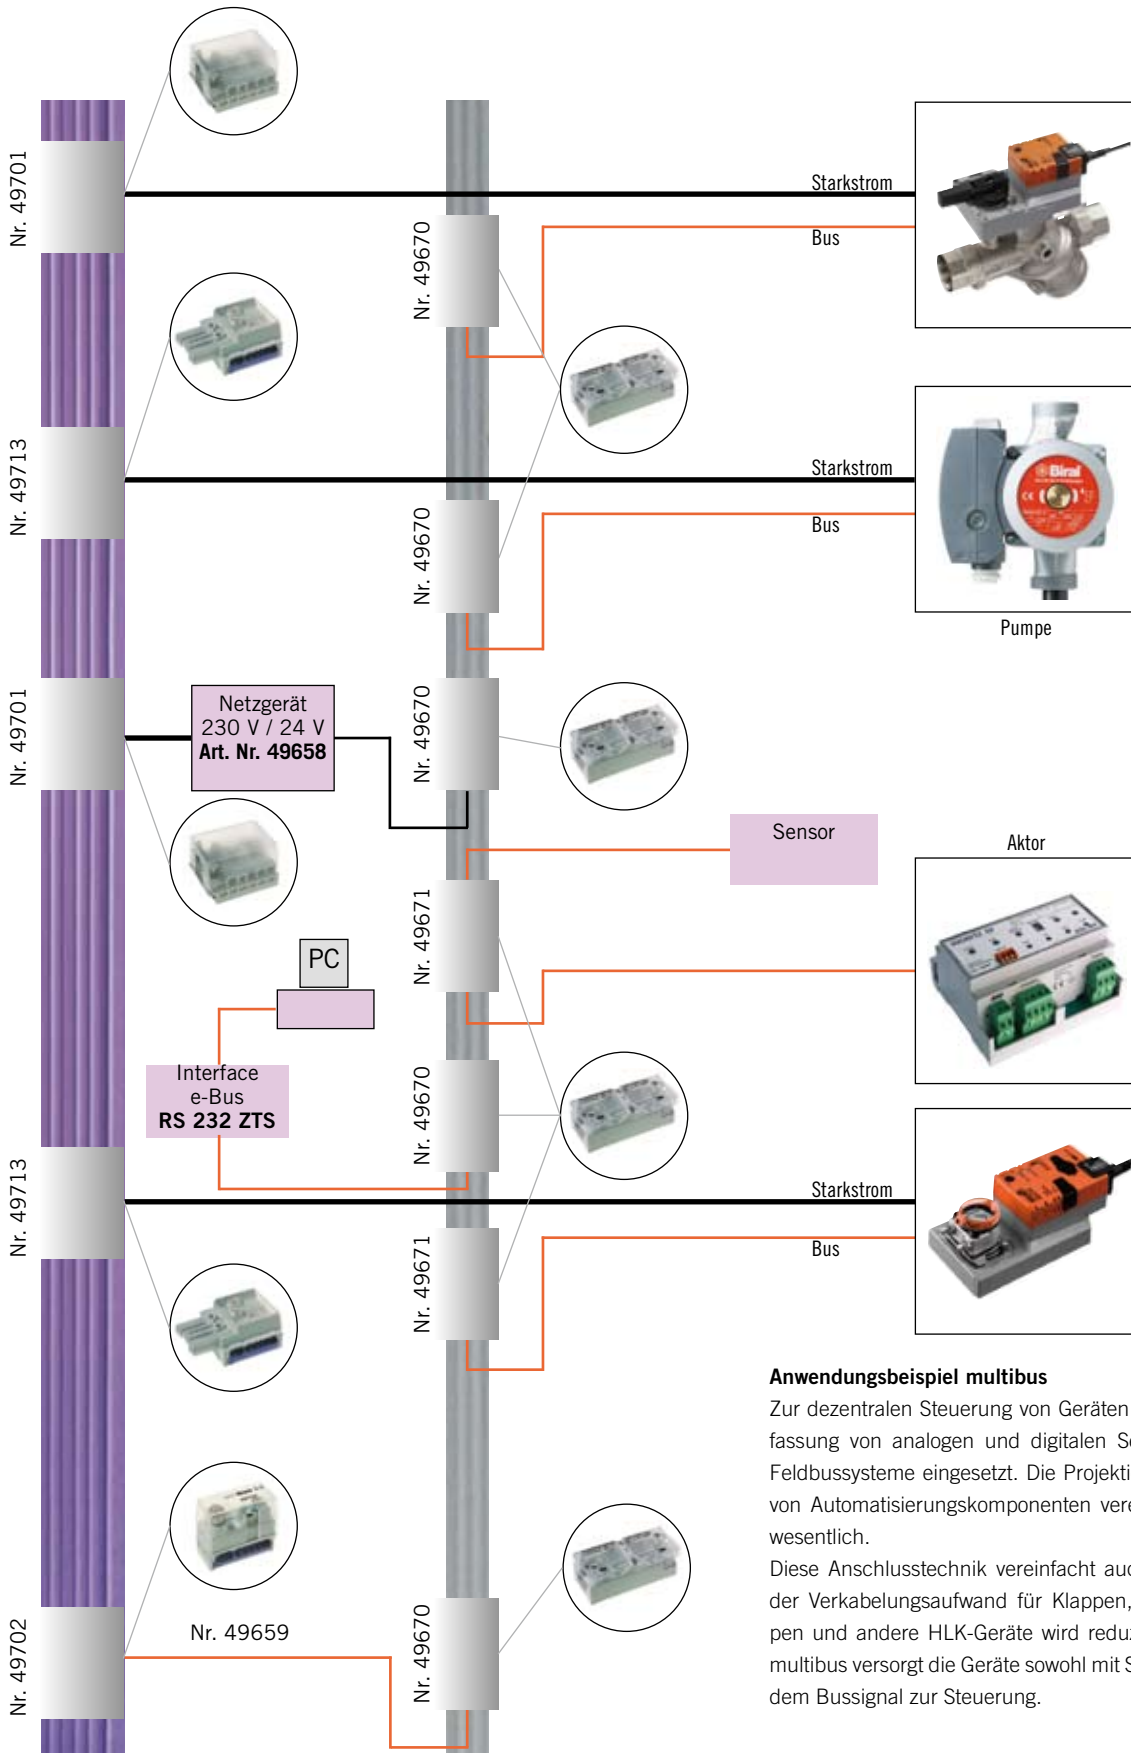 Nr. 49701
Starkstrom
Bus
Nr. 49670
Nr. 49713
Starkstrom
Bus
Nr. 49670
Biral
Pumpe
Nr. 49701
Netzgerät
230 V / 24 V
Art. Nr. 49658
Nr. 49670
Sensor
Aktor
Nr. 49671
PC
Interface
e-Bus
RS 232 ZTS
Nr. 49670
Nr. 49713
Starkstrom
Bus
Nr. 49671
Anwendungsbeispiel multibus
Zur dezentralen Steuerung von Geräten
fassung von analogen und digitalen
Feldbussysteme eingesetzt. Die Projekti
von Automatisierungskomponenten vere
wesentlich.
Diese Anschlusstechnik vereinfacht auc
der Verkabelungsaufwand für Klappen,
pen und andere HLK-Geräte wird redu
multibus versorgt die Geräte sowohl mit S
dem Bussignal zur Steuerung.
Nr. 49702
Nr. 49659
Nr. 49670